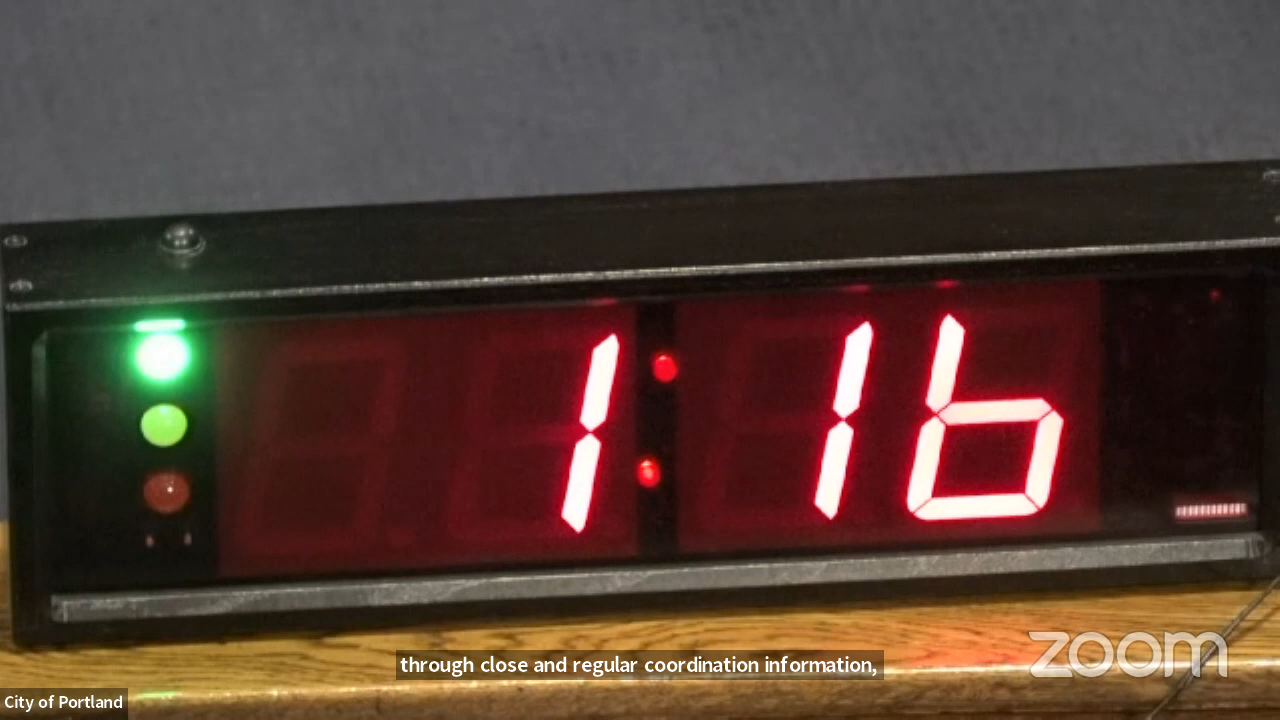 1:16
through close and regular coordination information,
zoom
City of Portland